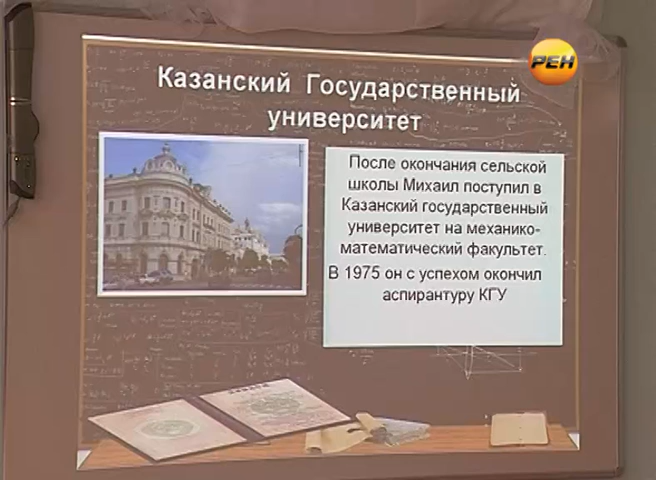 РЕН
Казанский Государственный
университет
После окончания сельской
школы Михаил поступил в
Казанский государственный
университет на механико-
математический факультет.
В 1975 он с успехом окончил
аспирантуру КГУ